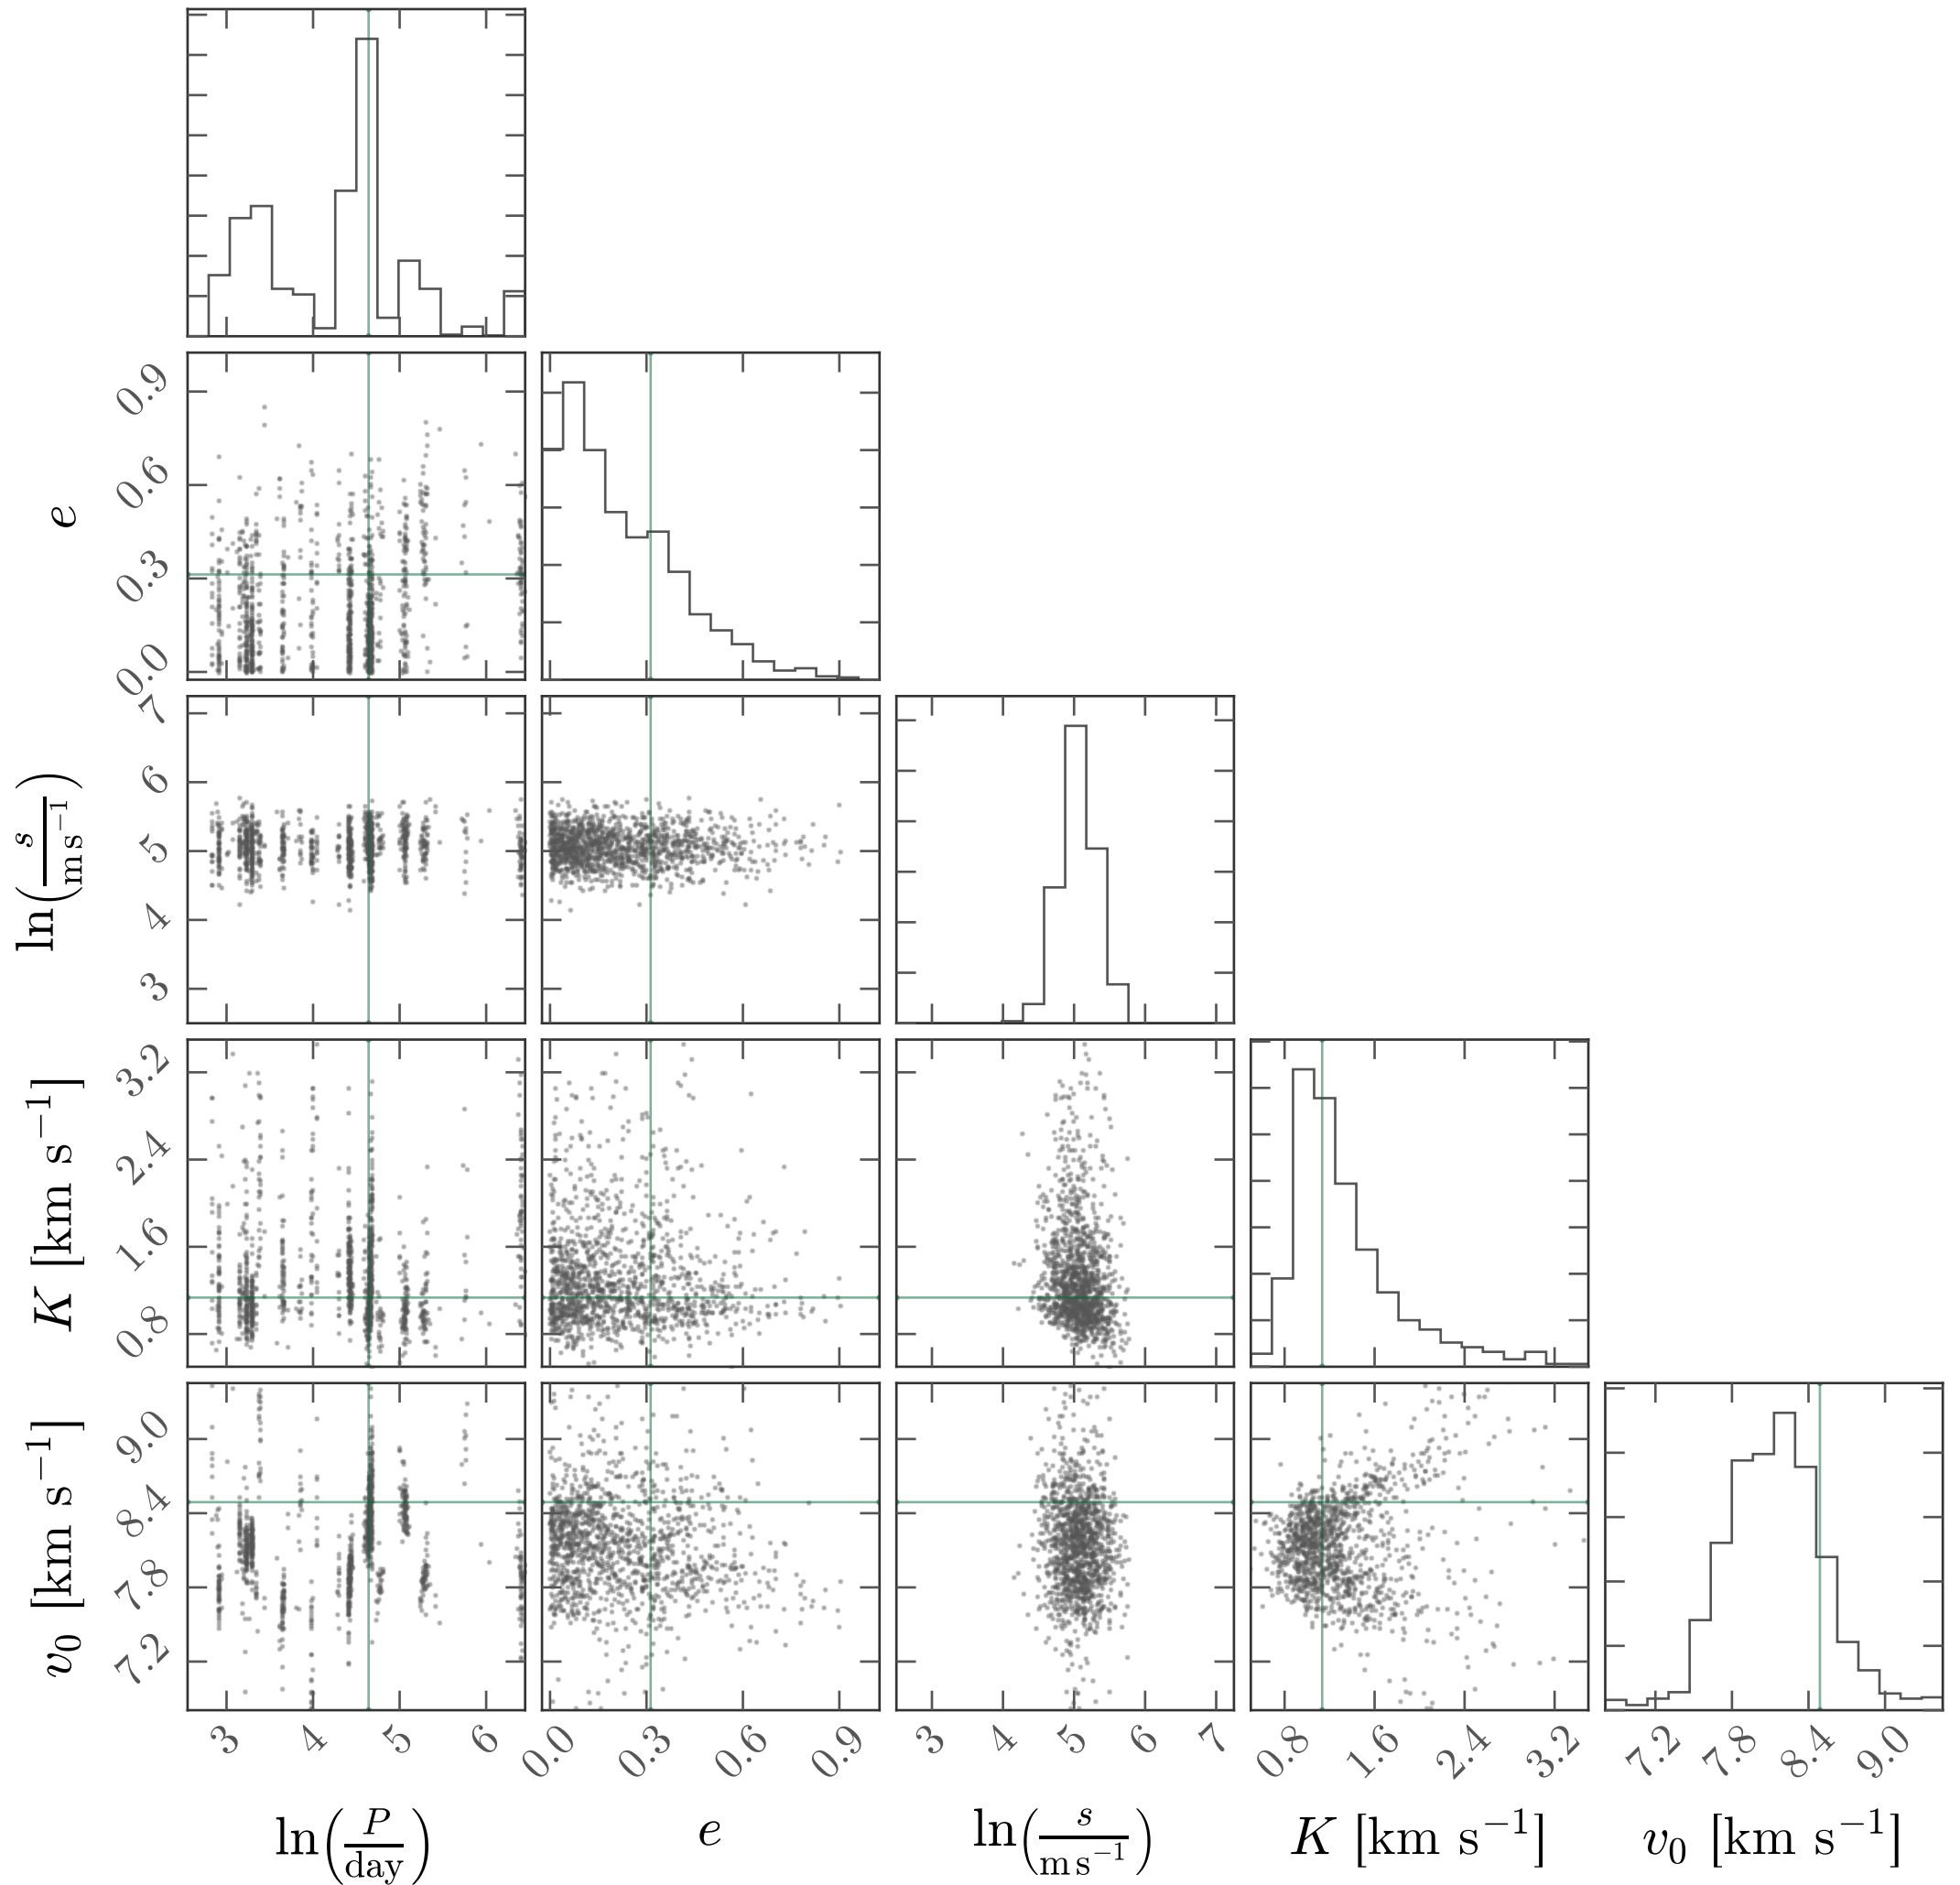 0.9
0.6
0.3
0.0
e
7
6
5
4
3
ln(s/m s⁻¹)
3.2
2.4
1.6
0.8
K [km s⁻¹]
9.0
8.4
7.8
7.2
v₀ [km s⁻¹]
3 4 5 6 0.0 0.3 0.6 0.9 3 4 5 6 7 0.8 1.6 2.4 3.2 7.2 7.8 8.4 9.0
ln(P/day) e ln(s/m s⁻¹) K [km s⁻¹] v₀ [km s⁻¹]